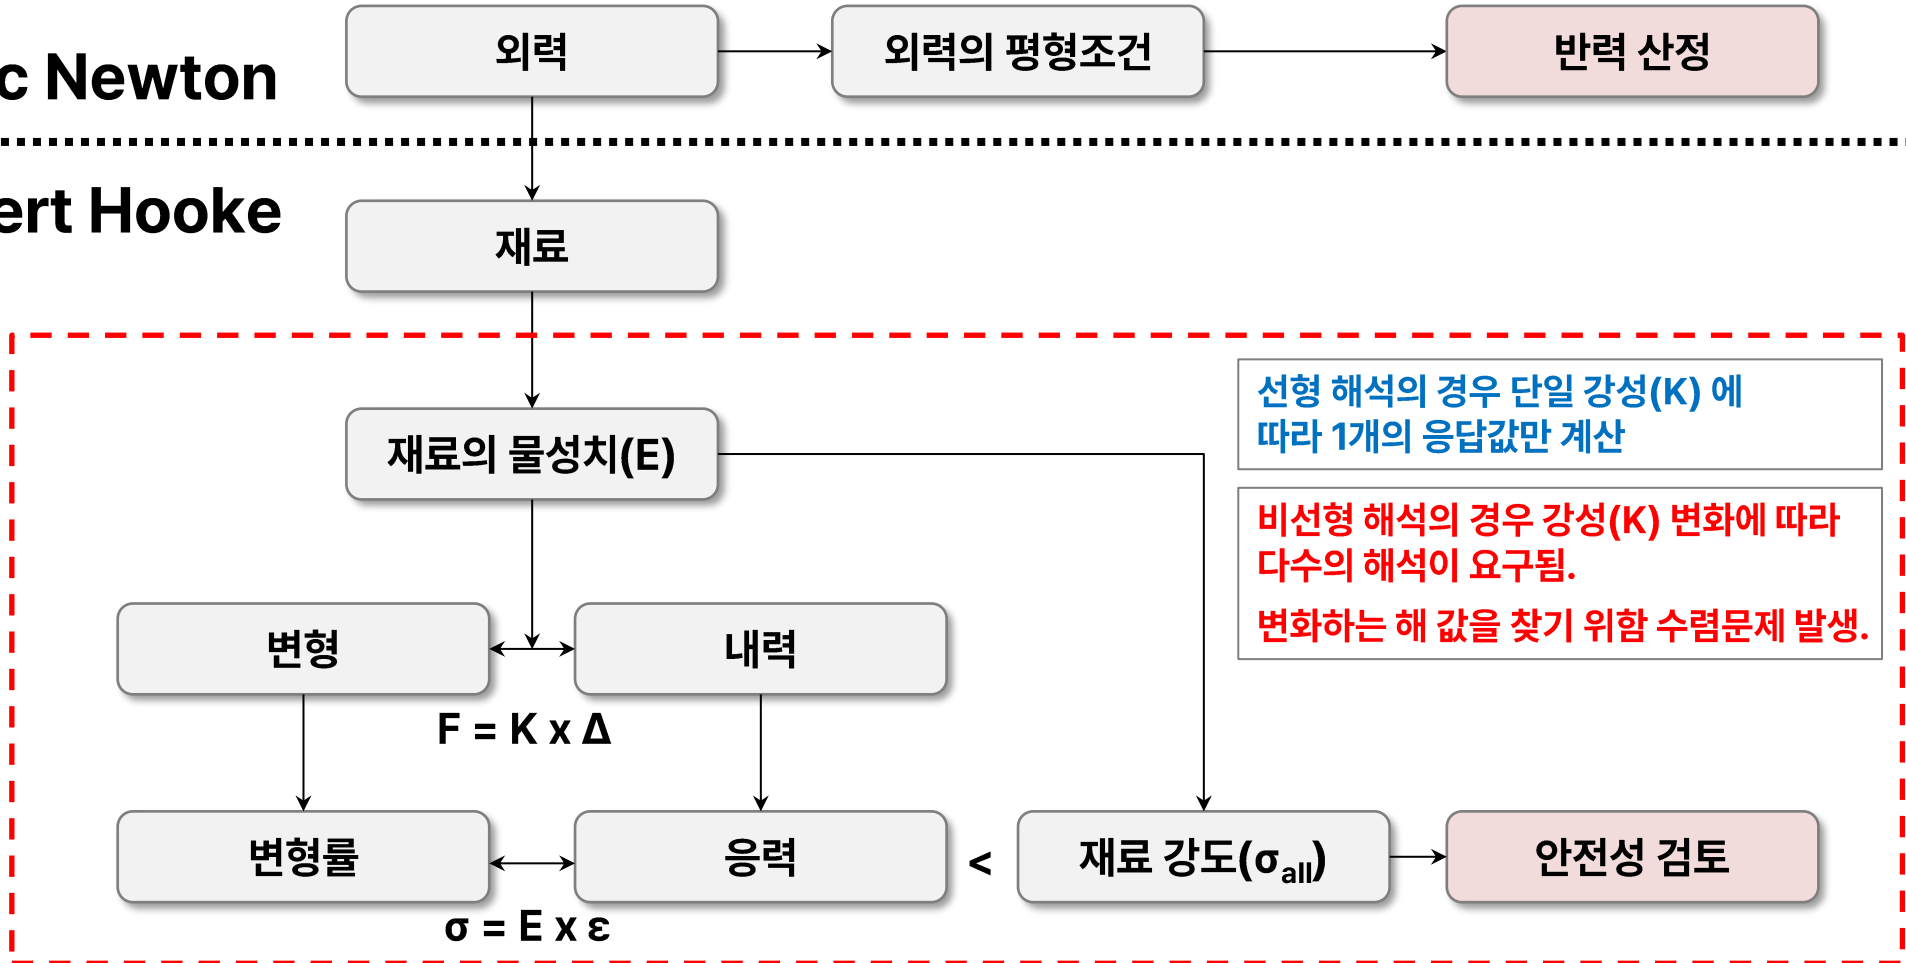 외력
외력의 평형조건
반력 산정
c Newton
ert Hooke
재료
선형 해석의 경우 단일 강성(K) 에
따라 1개의 응답값만 계산
재료의 물성치(E)
비선형 해석의 경우 강성(K) 변화에 따라
다수의 해석이 요구됨.
변화하는 해 값을 찾기 위함 수렴문제 발생.
변형
내력
F = K x Δ
변형률
응력
<
재료 강도(σall)
안전성 검토
σ = E x ε